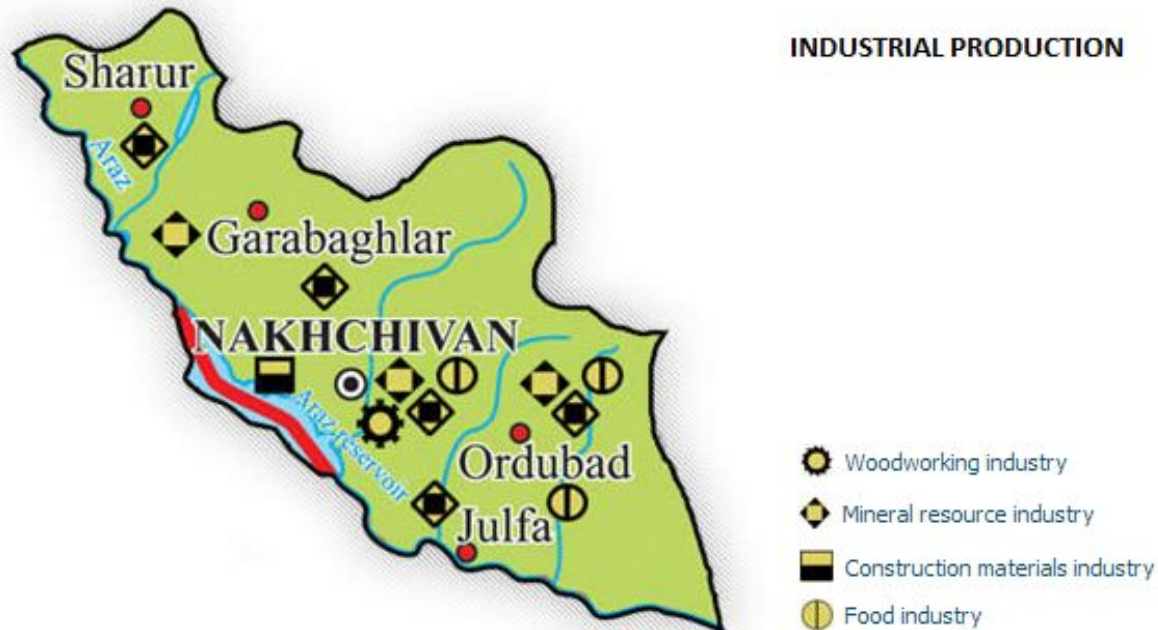 INDUSTRIAL PRODUCTION
Sharur
Araz
Garabaghlar
NAKHCHIVAN
Araz reservoir
Ordubad
Julfa
Woodworking industry
Mineral resource industry
Construction materials industry
Food industry